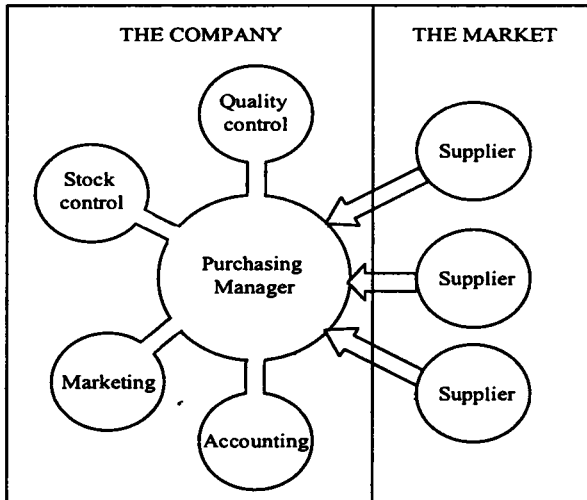 THE COMPANY
THE MARKET
Quality
control
Stock
control
Purchasing
Manager
Marketing
Accounting
Supplier
Supplier
Supplier